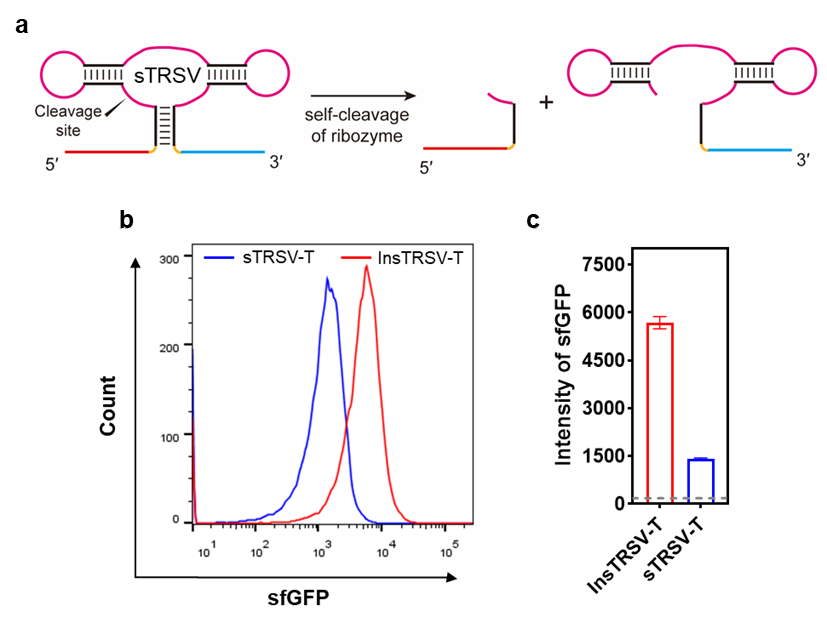 a
sTRSV
Cleavage
site
5′
3′
self-cleavage
of ribozyme
5′
+
3′
b
sTRSV-T
InsTRSV-T
300
200
100
0
Count
10¹
10²
10³
10⁴
10⁵
sfGFP
c
7500
6000
4500
3000
1500
0
Intensity of sfGFP
InsTRSV-T
sTRSV-T